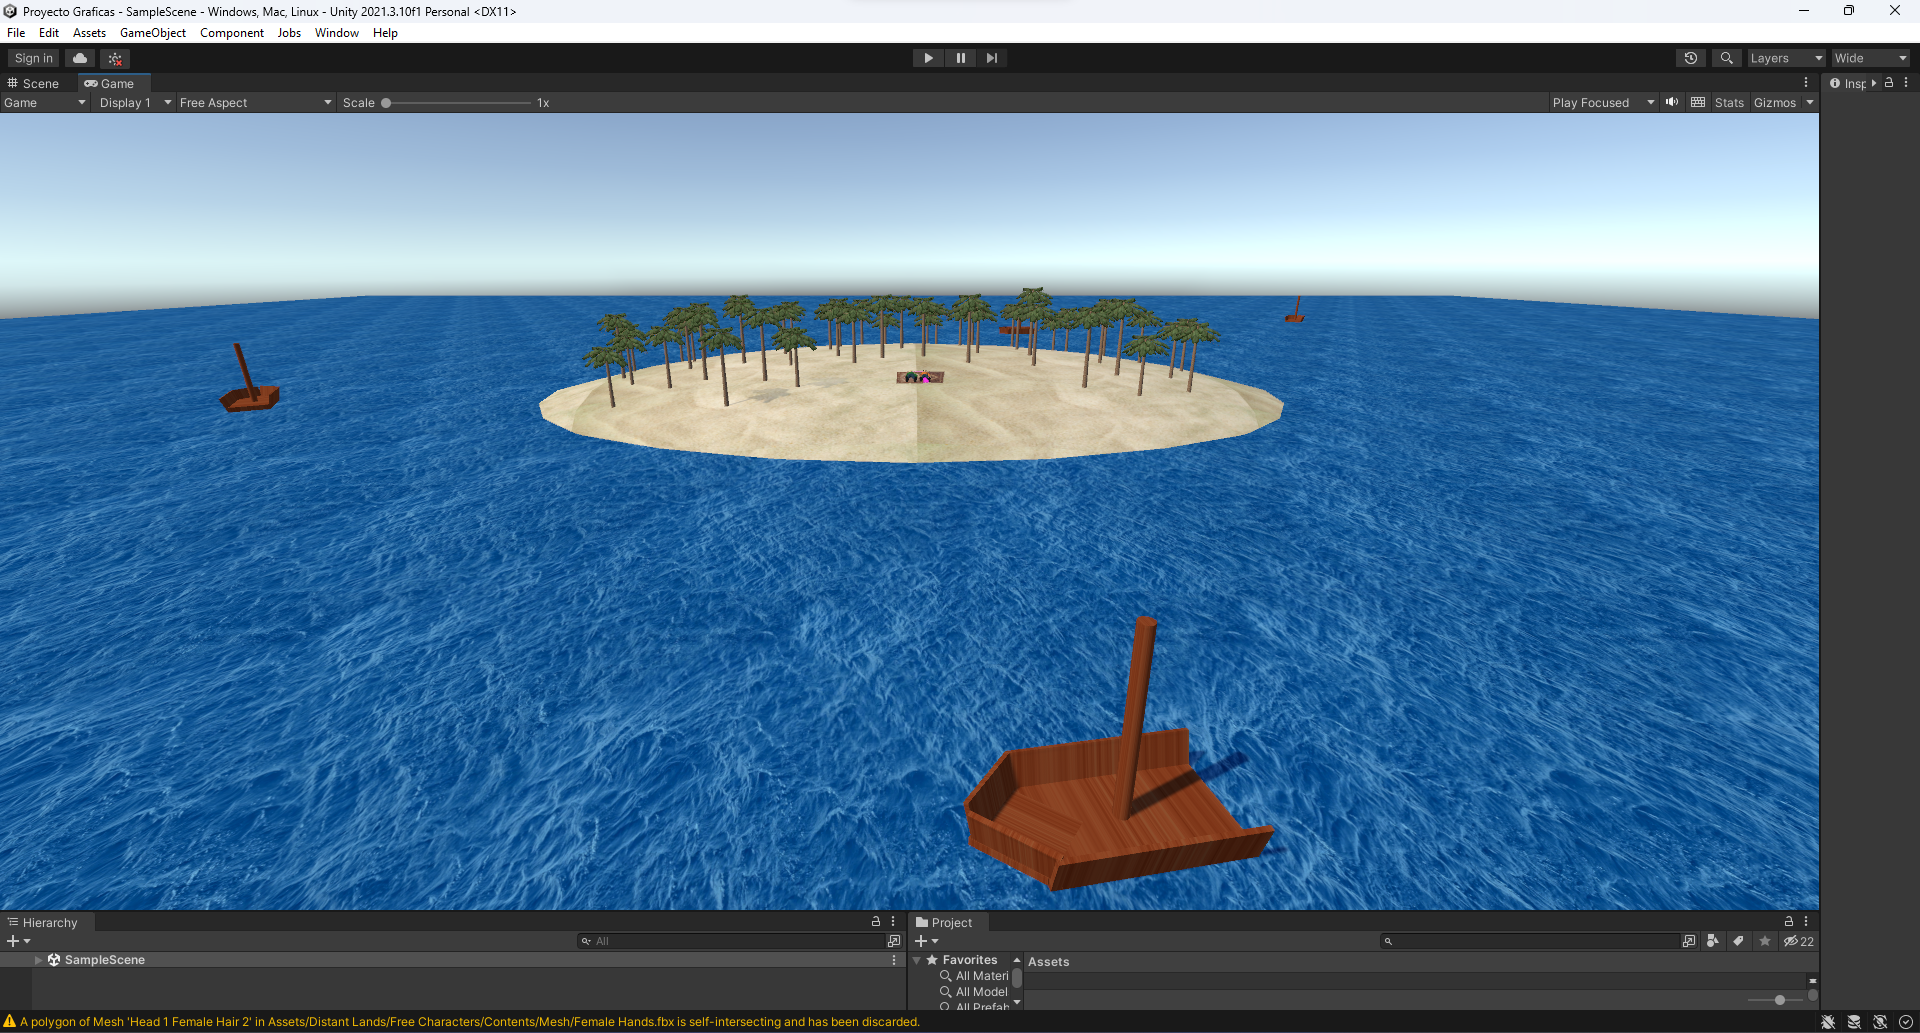 Proyecto Graficas - SampleScene - Windows, Mac, Linux - Unity 2021.3.10f1 Personal <DX11>
File Edit Assets GameObject Component Jobs Window Help
Sign in Layers Wide
Scene Game Insp
Game Display 1 Free Aspect Scale 1x Play Focused Stats Gizmos
Hierarchy Project
All 22
SampleScene Favorites Assets
All Materi
All Model
All Prefab
A polygon of Mesh 'Head 1 Female Hair 2' in Assets/Distant Lands/Free Characters/Contents/Mesh/Female Hands.fbx is self-intersecting and has been discarded.